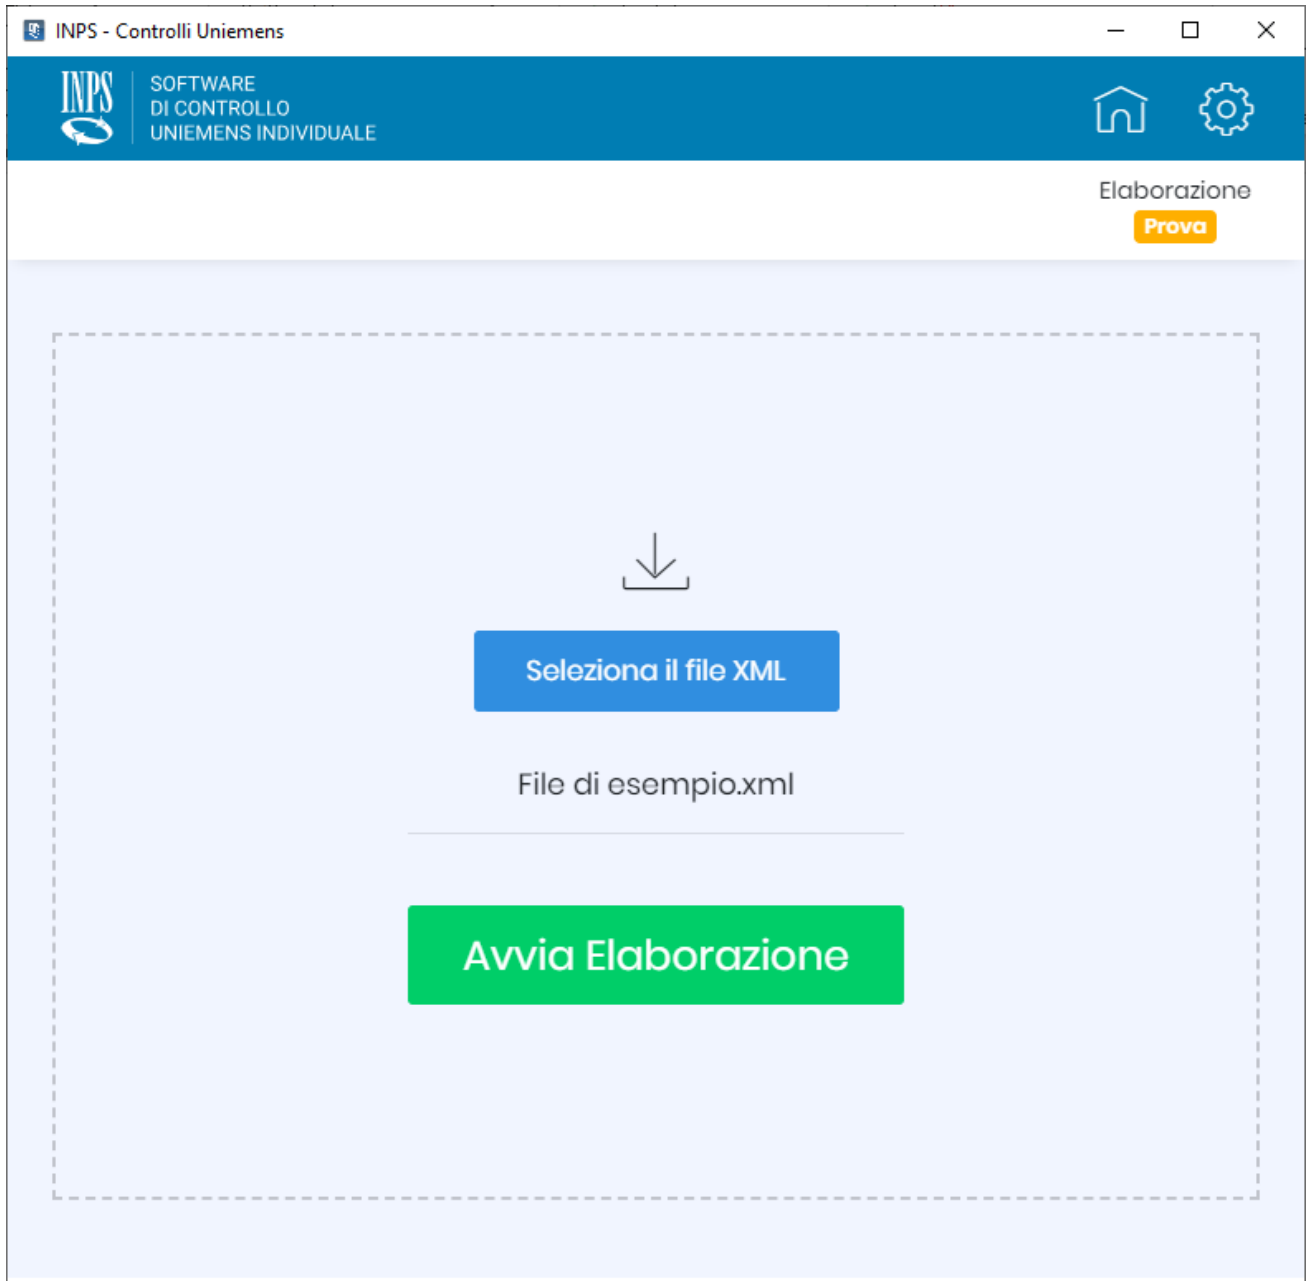 INPS - Controlli Uniemens
INPS
SOFTWARE
DI CONTROLLO
UNIEMENS INDIVIDUALE
Elaborazione
Prova
Seleziona il file XML
File di esempio.xml
Avvia Elaborazione